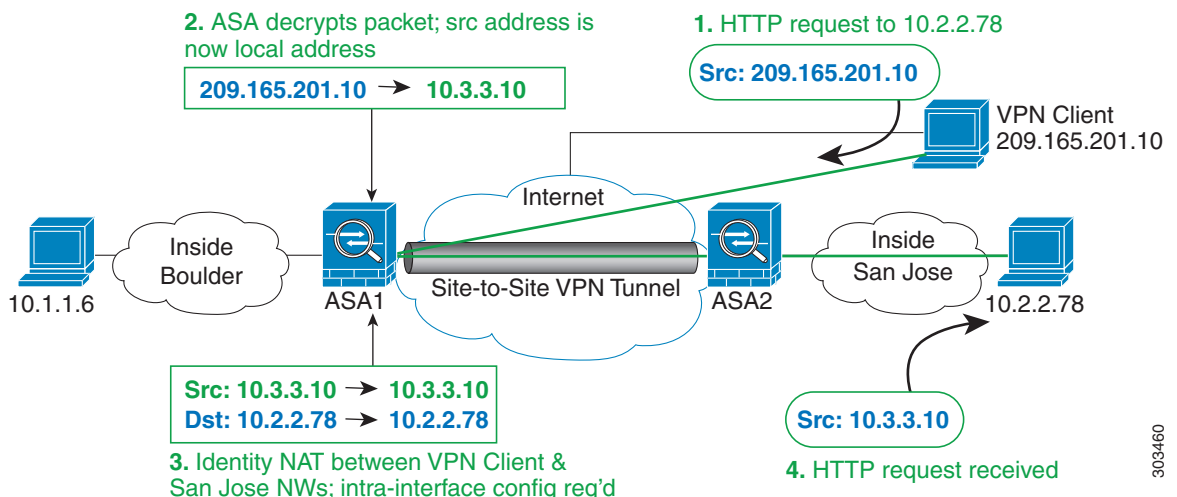 2. ASA decrypts packet; src address is
now local address
209.165.201.10 → 10.3.3.10
1. HTTP request to 10.2.2.78
Src: 209.165.201.10
VPN Client
209.165.201.10
Internet
Inside
Boulder
10.1.1.6
ASA1
Site-to-Site VPN Tunnel
ASA2
Inside
San Jose
10.2.2.78
Src: 10.3.3.10 → 10.3.3.10
Dst: 10.2.2.78 → 10.2.2.78
3. Identity NAT between VPN Client &
San Jose NWs; intra-interface config req'd
Src: 10.3.3.10
4. HTTP request received
303460